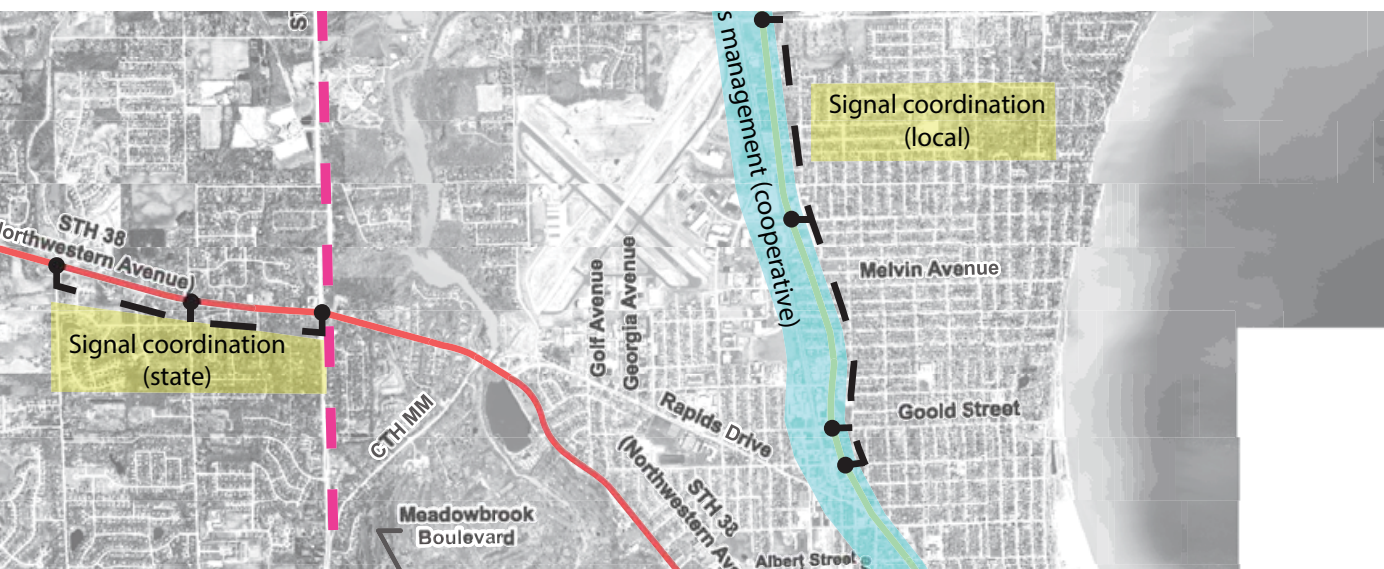 s management (cooperative)
Signal coordination
(local)
STH 38
Northwestern Avenue)
Signal coordination
(state)
Golf Avenue
Georgia Avenue
Melvin Avenue
CTH MM
Rapids Drive
Goold Street
STH 38
(Northwestern Av
Meadowbrook
Boulevard
Albert Street